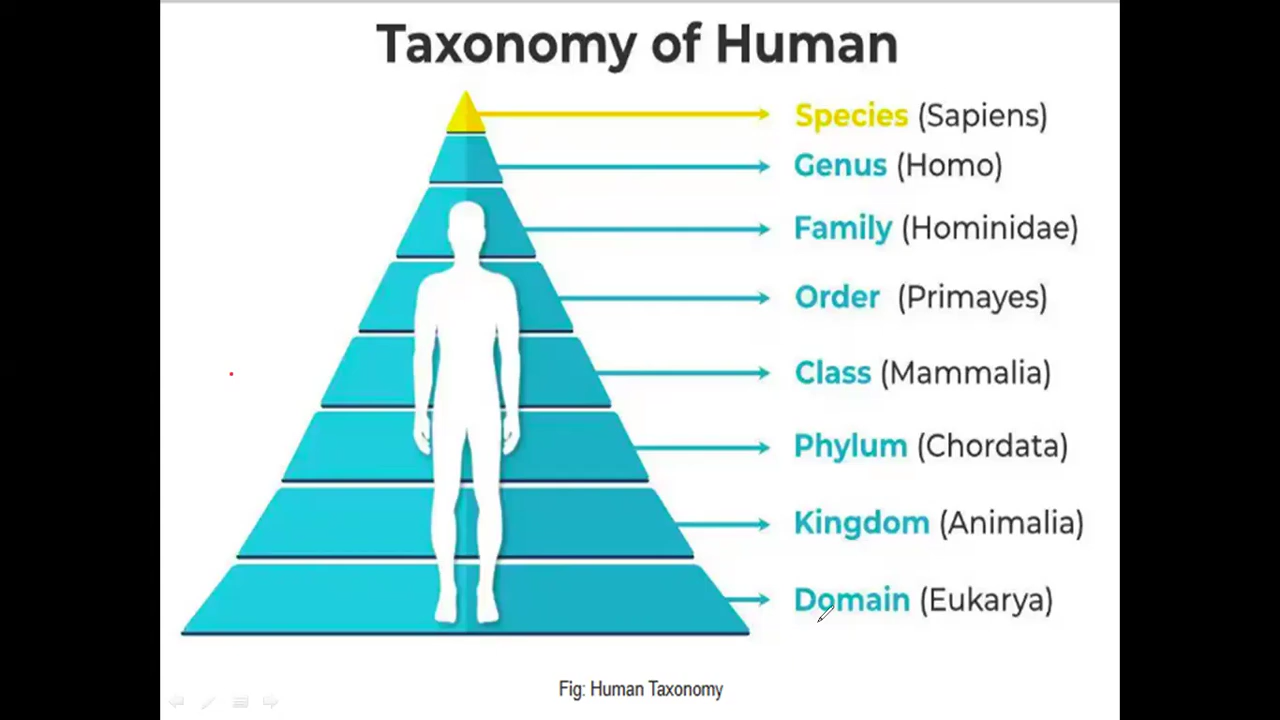 Taxonomy of Human
Species (Sapiens)
Genus (Homo)
Family (Hominidae)
Order (Primayes)
Class (Mammalia)
Phylum (Chordata)
Kingdom (Animalia)
Domain (Eukarya)
Fig: Human Taxonomy